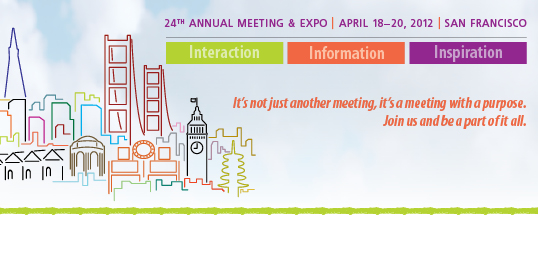 24TH ANNUAL MEETING & EXPO | APRIL 18–20, 2012 | SAN FRANCISCO
Interaction Information Inspiration
It's not just another meeting, it's a meeting with a purpose.
Join us and be a part of it all.